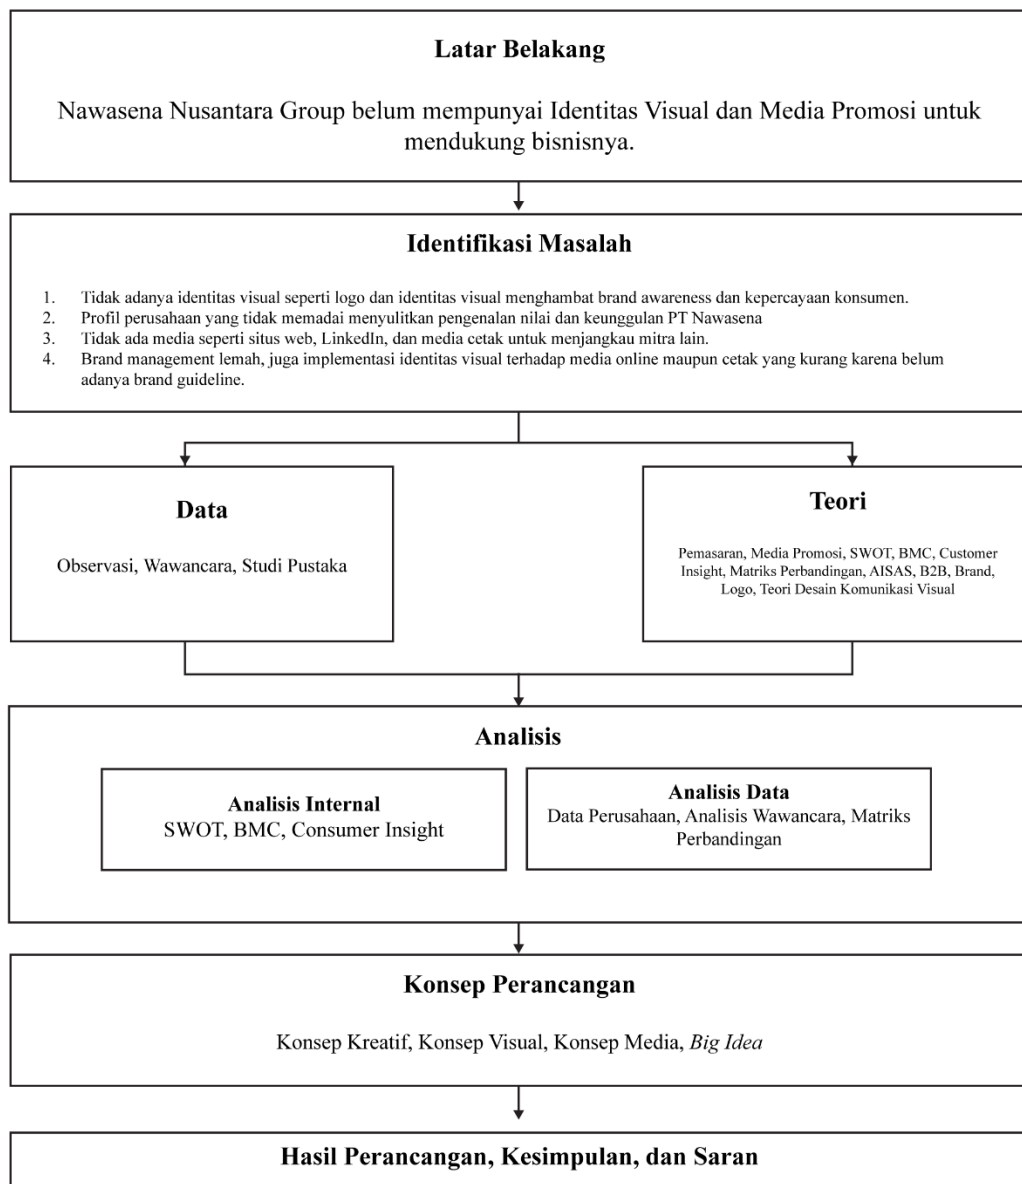 Latar Belakang
Nawasena Nusantara Group belum mempunyai Identitas Visual dan Media Promosi untuk
mendukung bisnisnya.
Identifikasi Masalah
1. Tidak adanya identitas visual seperti logo dan identitas visual menghambat brand awareness dan kepercayaan konsumen.
2. Profil perusahaan yang tidak memadai menyulitkan pengenalan nilai dan keunggulan PT Nawasena
3. Tidak ada media seperti situs web, LinkedIn, dan media cetak untuk menjangkau mitra lain.
4. Brand management lemah, juga implementasi identitas visual terhadap media online maupun cetak yang kurang karena belum
adanya brand guideline.
Data
Observasi, Wawancara, Studi Pustaka
Teori
Pemasaran, Media Promosi, SWOT, BMC, Customer
Insight, Matriks Perbandingan, AISAS, B2B, Brand,
Logo, Teori Desain Komunikasi Visual
Analisis
Analisis Internal
SWOT, BMC, Consumer Insight
Analisis Data
Data Perusahaan, Analisis Wawancara, Matriks
Perbandingan
Konsep Perancangan
Konsep Kreatif, Konsep Visual, Konsep Media, Big Idea
Hasil Perancangan, Kesimpulan, dan Saran